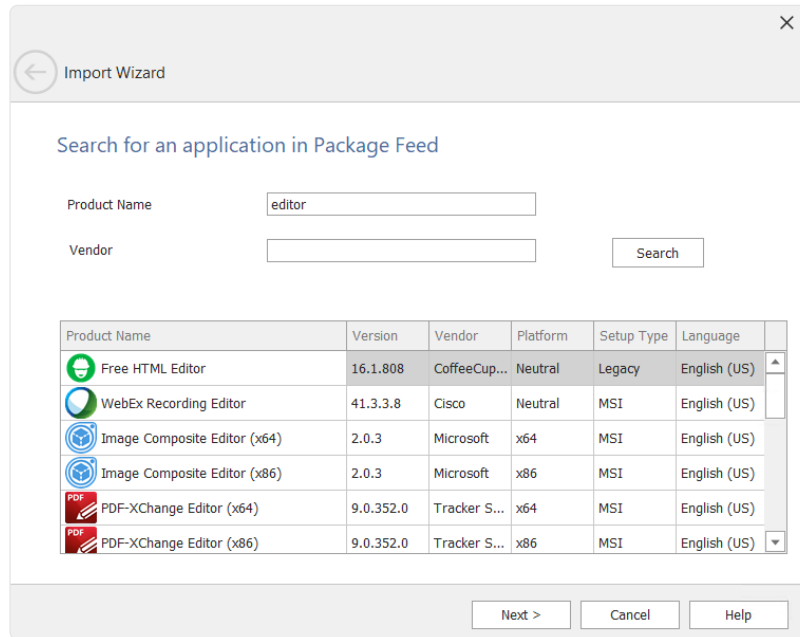 Import Wizard
Search for an application in Package Feed
Product Name editor
Vendor Search
Product Name Version Vendor Platform Setup Type Language
Free HTML Editor 16.1.808 CoffeeCup... Neutral Legacy English (US)
WebEx Recording Editor 41.3.3.8 Cisco Neutral MSI English (US)
Image Composite Editor (x64) 2.0.3 Microsoft x64 MSI English (US)
Image Composite Editor (x86) 2.0.3 Microsoft x86 MSI English (US)
PDF PDF-XChange Editor (x64) 9.0.352.0 Tracker S... x64 MSI English (US)
PDF PDF-XChange Editor (x86) 9.0.352.0 Tracker S... x86 MSI English (US)
Next > Cancel Help